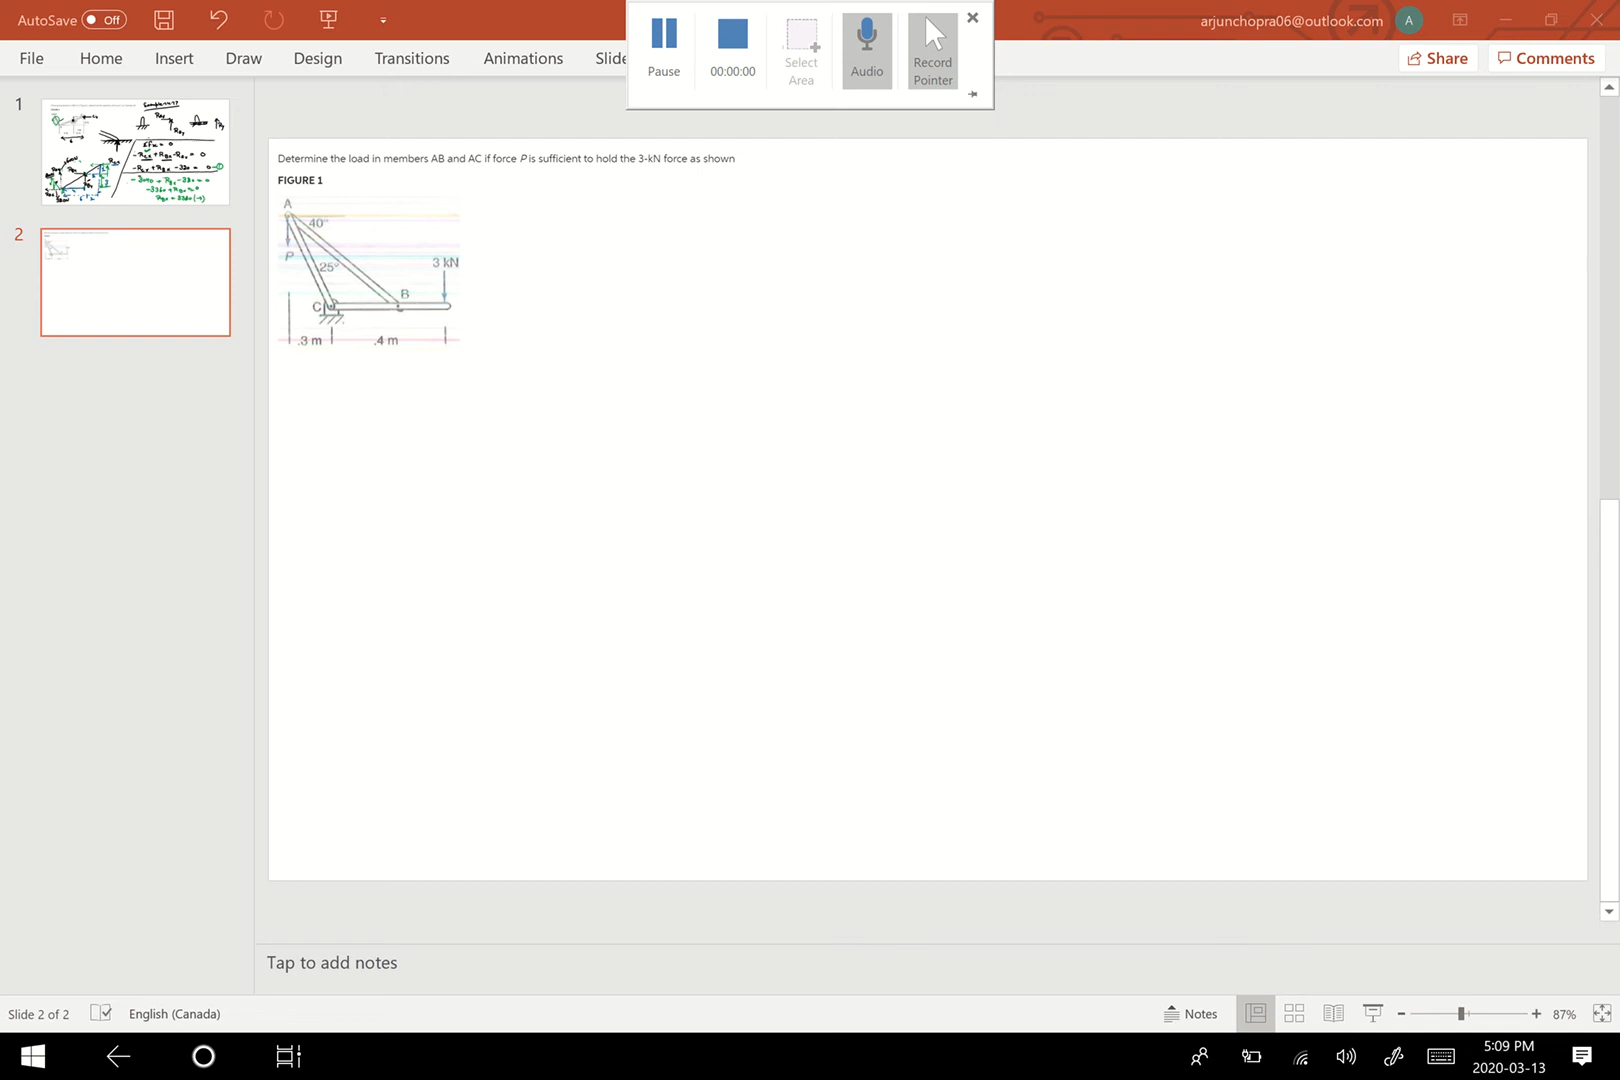 AutoSave Off
arjunchopra06@outlook.com A
File Home Insert Draw Design Transitions Animations Slide
Pause 00:00:00 Select Area Audio Record Pointer
Share Comments
1
2
Determine the load in members AB and AC if force P is sufficient to hold the 3-kN force as shown
FIGURE 1
A
40°
P
25°
3 kN
B
C
.3 m .4 m
Tap to add notes
Slide 2 of 2 English (Canada) Notes 87%
5:09 PM
2020-03-13